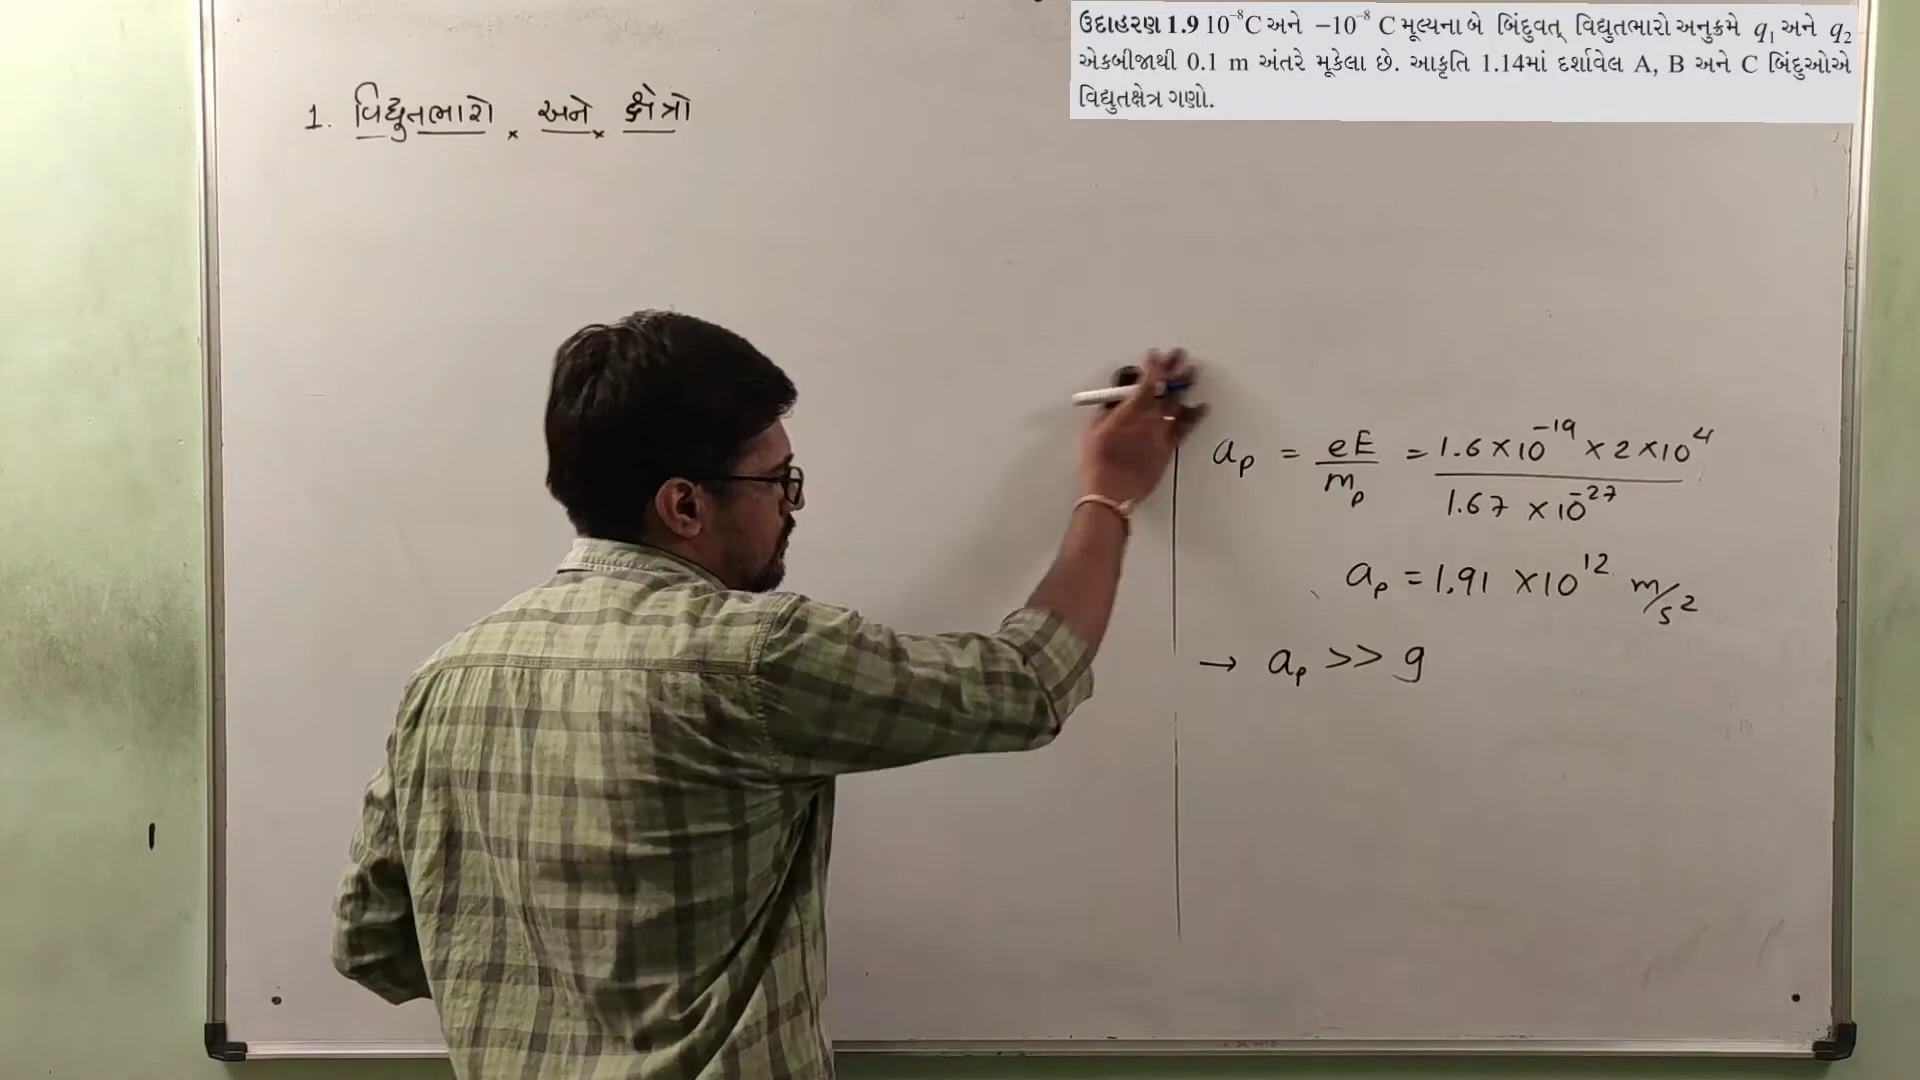 ઉદાહરણ 1.9 10⁻⁸C અને −10⁻⁸ C મૂલ્યના બે બિંદુવત્ વિદ્યુતભારો અનુક્રમે q₁ અને q₂
એકબીજાથી 0.1 m અંતરે મૂકેલા છે. આકૃતિ 1.14માં દર્શાવેલ A, B અને C બિંદુઓએ
વિદ્યુતક્ષેત્ર ગણો.
1. વિદ્યુતભારો અને ક્ષેત્રો
aₚ = eE/mₚ = 1.6 × 10⁻¹⁹ × 2 × 10⁴ / 1.67 × 10⁻²⁷
aₚ = 1.91 × 10¹² m/s²
→ aₚ >> g